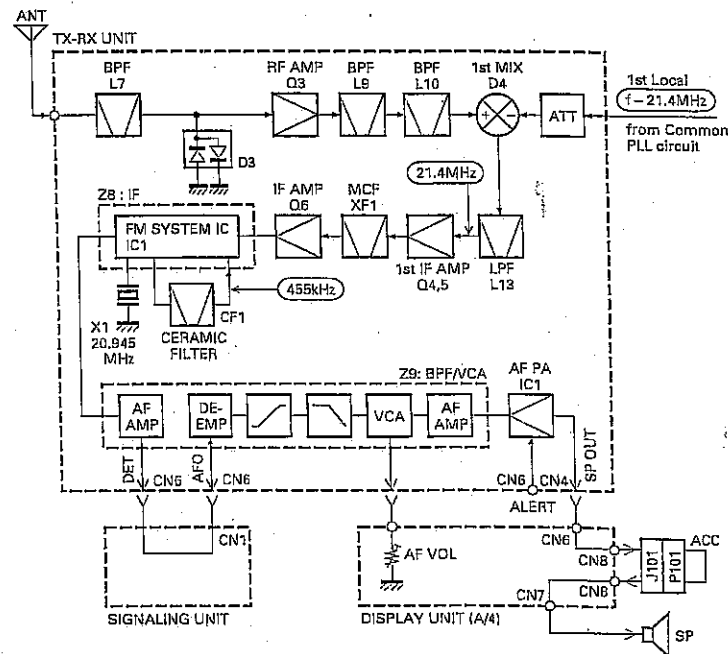 ANT
TX-RX UNIT
BPF
L7
RF AMP
Q3
BPF
L9
BPF
L10
1st MIX
D4
ATT
1st Local
f-21.4MHz
from Common
PLL circuit
D3
Z8 : IF
FM SYSTEM IC
IC1
IF AMP
Q6
MCF
XF1
21.4MHz
1st IF AMP
Q4,5
LPF
L13
X1
20.945
MHz
CF1
CERAMIC
FILTER
455kHz
Z9: BPF/VCA
AF
AMP
DE-
EMP
VCA
AF
AMP
AF PA
IC1
DET
CN6
AFO
CN6
CN6
CN4
SP OUT
ALERT
CN1
SIGNALING UNIT
AF VOL
CN6
CN8
CN8
CN7
DISPLAY UNIT (A/4)
J101
P101
ACC
SP